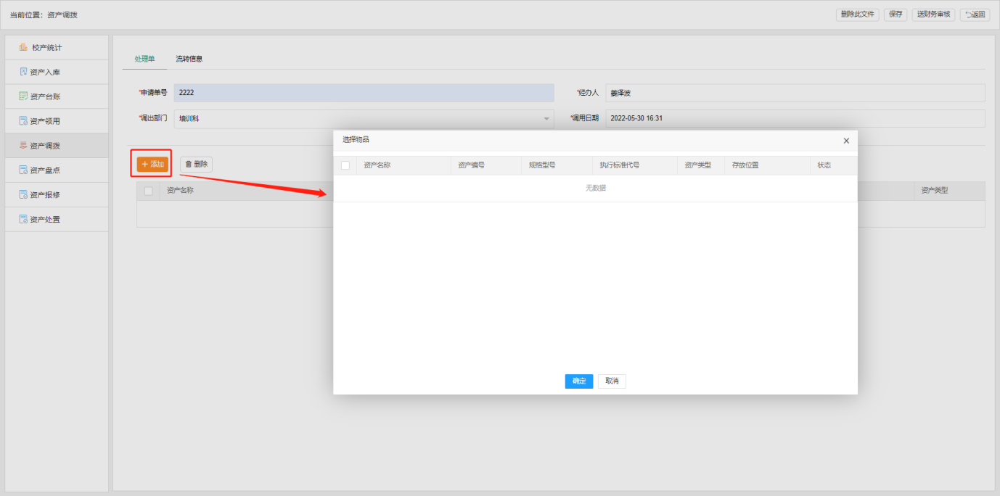 当前位置：资产调拨
删除此文件
保存
送财务审核
返回
校产统计
资产入库
资产台账
资产领用
资产调拨
资产盘点
资产报修
资产处置
处理单
流转信息
*申请单号
2222
*经办人
姜泽波
*调出部门
培训科
*调用日期
2022-05-30 16:31
添加
删除
资产名称
资产类型
选择物品
资产名称
资产编号
规格型号
执行标准代号
资产类型
存放位置
状态
无数据
确定
取消